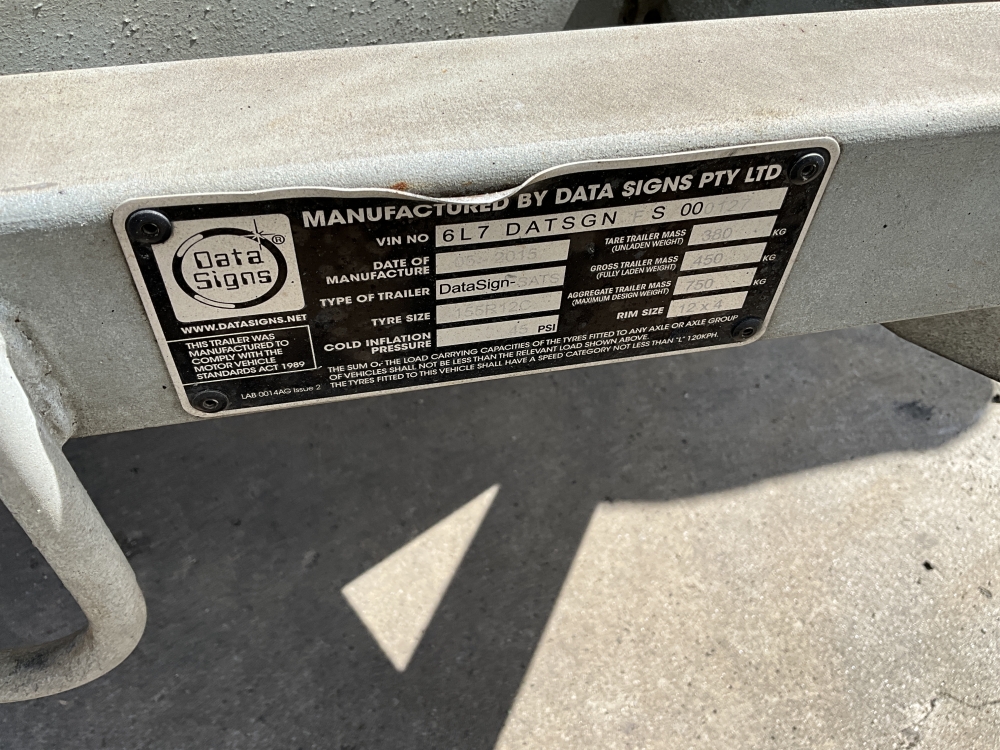 MANUFACTURED BY DATA SIGNS PTY LTD
Data Signs ®
WWW.DATASIGNS.NET
THIS TRAILER WAS
MANUFACTURED TO
COMPLY WITH THE
MOTOR VEHICLE
STANDARDS ACT 1989
LAB 0014AG Issue 2
VIN NO 6L7 DATSGN FS 000127
DATE OF MANUFACTURE 2015
TYPE OF TRAILER DataSign-SATS
TYRE SIZE 155R12C
COLD INFLATION PRESSURE 45 PSI
TARE TRAILER MASS (UNLADEN WEIGHT) 380 KG
GROSS TRAILER MASS (FULLY LADEN WEIGHT) 450 KG
AGGREGATE TRAILER MASS (MAXIMUM DESIGN WEIGHT) 750 KG
RIM SIZE 12 x 4
THE SUM OF THE LOAD CARRYING CAPACITIES OF THE TYRES FITTED TO ANY AXLE OR AXLE GROUP
OF VEHICLES SHALL NOT BE LESS THAN THE RELEVANT LOAD SHOWN ABOVE.
THE TYRES FITTED TO THIS VEHICLE SHALL HAVE A SPEED CATEGORY NOT LESS THAN "L" 120KPH.